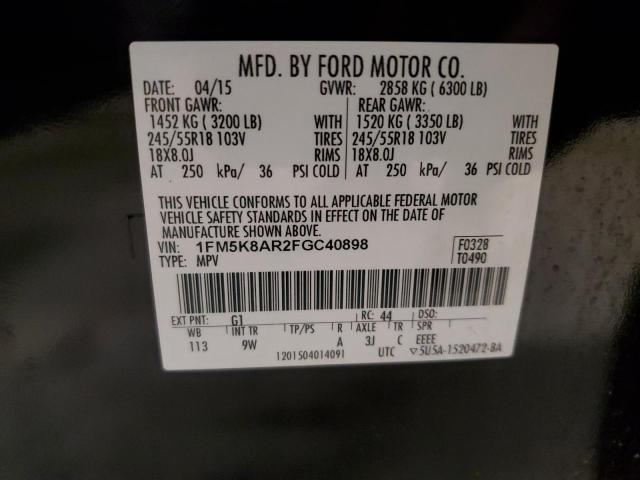 MFD. BY FORD MOTOR CO.
DATE: 04/15 GVWR: 2858 KG ( 6300 LB)
FRONT GAWR: REAR GAWR:
1452 KG ( 3200 LB) WITH 1520 KG ( 3350 LB) WITH
245/55R18 103V TIRES 245/55R18 103V TIRES
18X8.0J RIMS 18X8.0J RIMS
AT 250 kPa/ 36 PSI COLD AT 250 kPa/ 36 PSI COLD
THIS VEHICLE CONFORMS TO ALL APPLICABLE FEDERAL MOTOR
VEHICLE SAFETY STANDARDS IN EFFECT ON THE DATE OF
MANUFACTURE SHOWN ABOVE.
VIN: 1FM5K8AR2FGC40898 F0328
TYPE: MPV T0490
EXT PNT: G1 RC: 44 DSO:
WB INT TR TP/PS R AXLE TR SPR
113 9W A 3J C EEEE
1201504014091 UTC ▽5U5A-1520472-BA